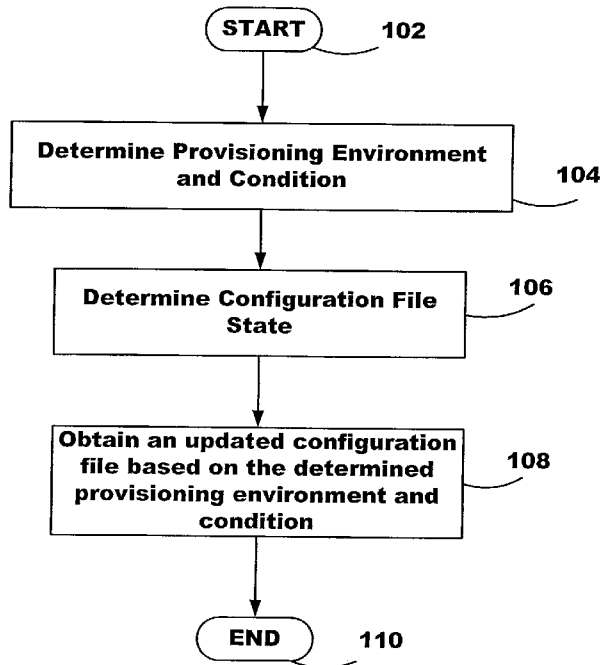 START
102
Determine Provisioning Environment
and Condition
104
Determine Configuration File
State
106
Obtain an updated configuration
file based on the determined
provisioning environment and
condition
108
END
110